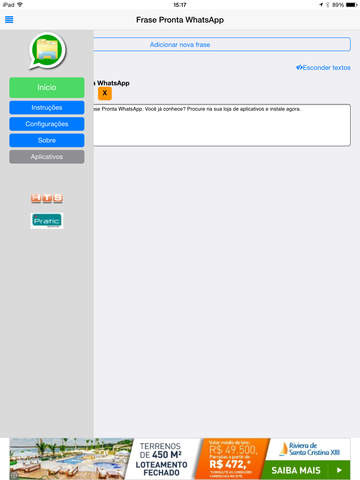 iPad 15:17 89%
Frase Pronta WhatsApp
Adicionar nova frase
Esconder textos
Início
WhatsApp
Instruções
X
ase Pronta WhatsApp. Você já conhece? Procure na sua loja de aplicativos e instale agora.
Configurações
Sobre
Aplicativos
HTS
Pratic
TERRENOS
DE 450 M²
LOTEAMENTO
FECHADO
R$ 49.500,
R$ 472,*
Riviera de
Santa Cristina XIII
SAIBA MAIS